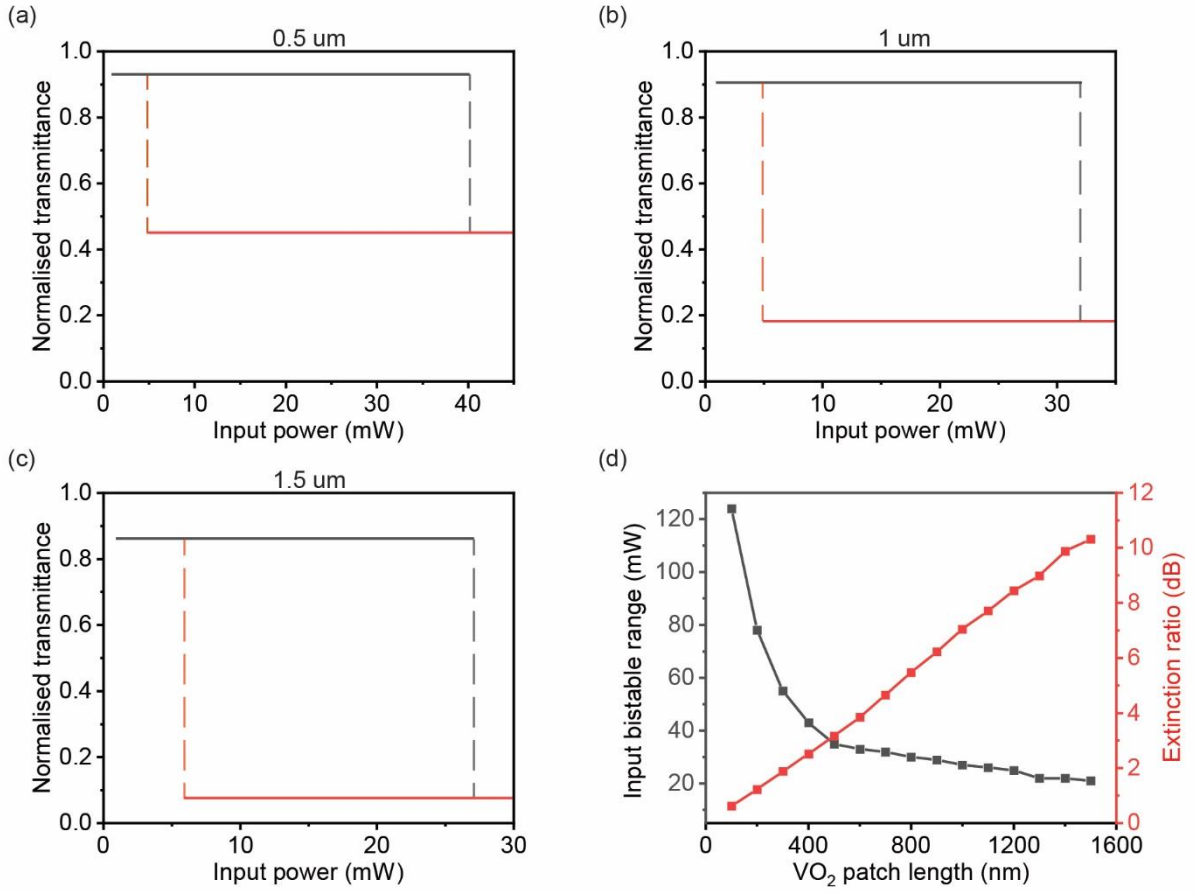 (a)
0.5 um
1.0
0.8
0.6
0.4
0.2
0.0
Normalised transmittance
0 10 20 30 40
Input power (mW)
(b)
1 um
1.0
0.8
0.6
0.4
0.2
0.0
Normalised transmittance
0 10 20 30
Input power (mW)
(c)
1.5 um
1.0
0.8
0.6
0.4
0.2
0.0
Normalised transmittance
0 10 20 30
Input power (mW)
(d)
120
100
80
60
40
20
Input bistable range (mW)
12
10
8
6
4
2
0
Extinction ratio (dB)
0 400 800 1200 1600
VO₂ patch length (nm)